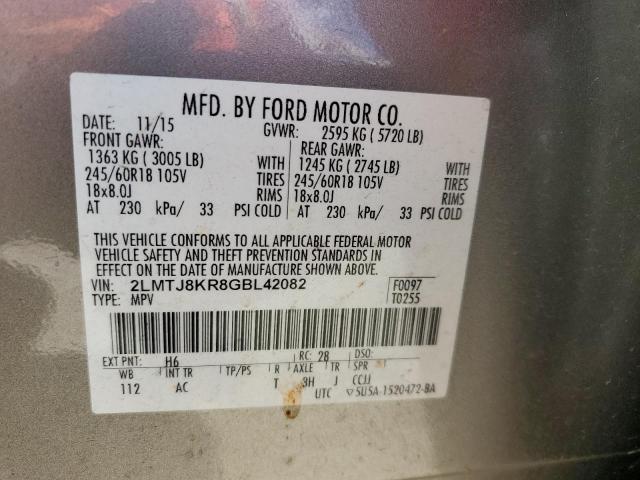 MFD. BY FORD MOTOR CO.
DATE: 11/15 GVWR: 2595 KG ( 5720 LB)
FRONT GAWR: REAR GAWR:
1363 KG ( 3005 LB) WITH 1245 KG ( 2745 LB) WITH
245/60R18 105V TIRES 245/60R18 105V TIRES
18x8.0J RIMS 18x8.0J RIMS
AT 230 kPa/ 33 PSI COLD AT 230 kPa/ 33 PSI COLD
THIS VEHICLE CONFORMS TO ALL APPLICABLE FEDERAL MOTOR
VEHICLE SAFETY AND THEFT PREVENTION STANDARDS IN
EFFECT ON THE DATE OF MANUFACTURE SHOWN ABOVE.
VIN: 2LMTJ8KR8GBL42082 F0097
TYPE: MPV T0255
EXT PNT: H6 RC: 28 DSO:
WB INT TR TP/PS R AXLE TR SPR
112 AC T 3H J CCJJ
UTC ▽5U5A-1520472-BA